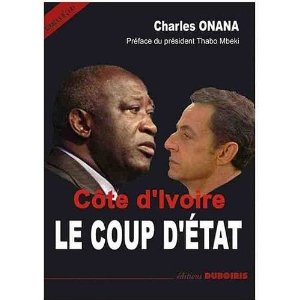 Charles ONANA
Préface du président Thabo Mbeki
Côte d'Ivoire
LE COUP D'ÉTAT
éditions DUBOIRIS